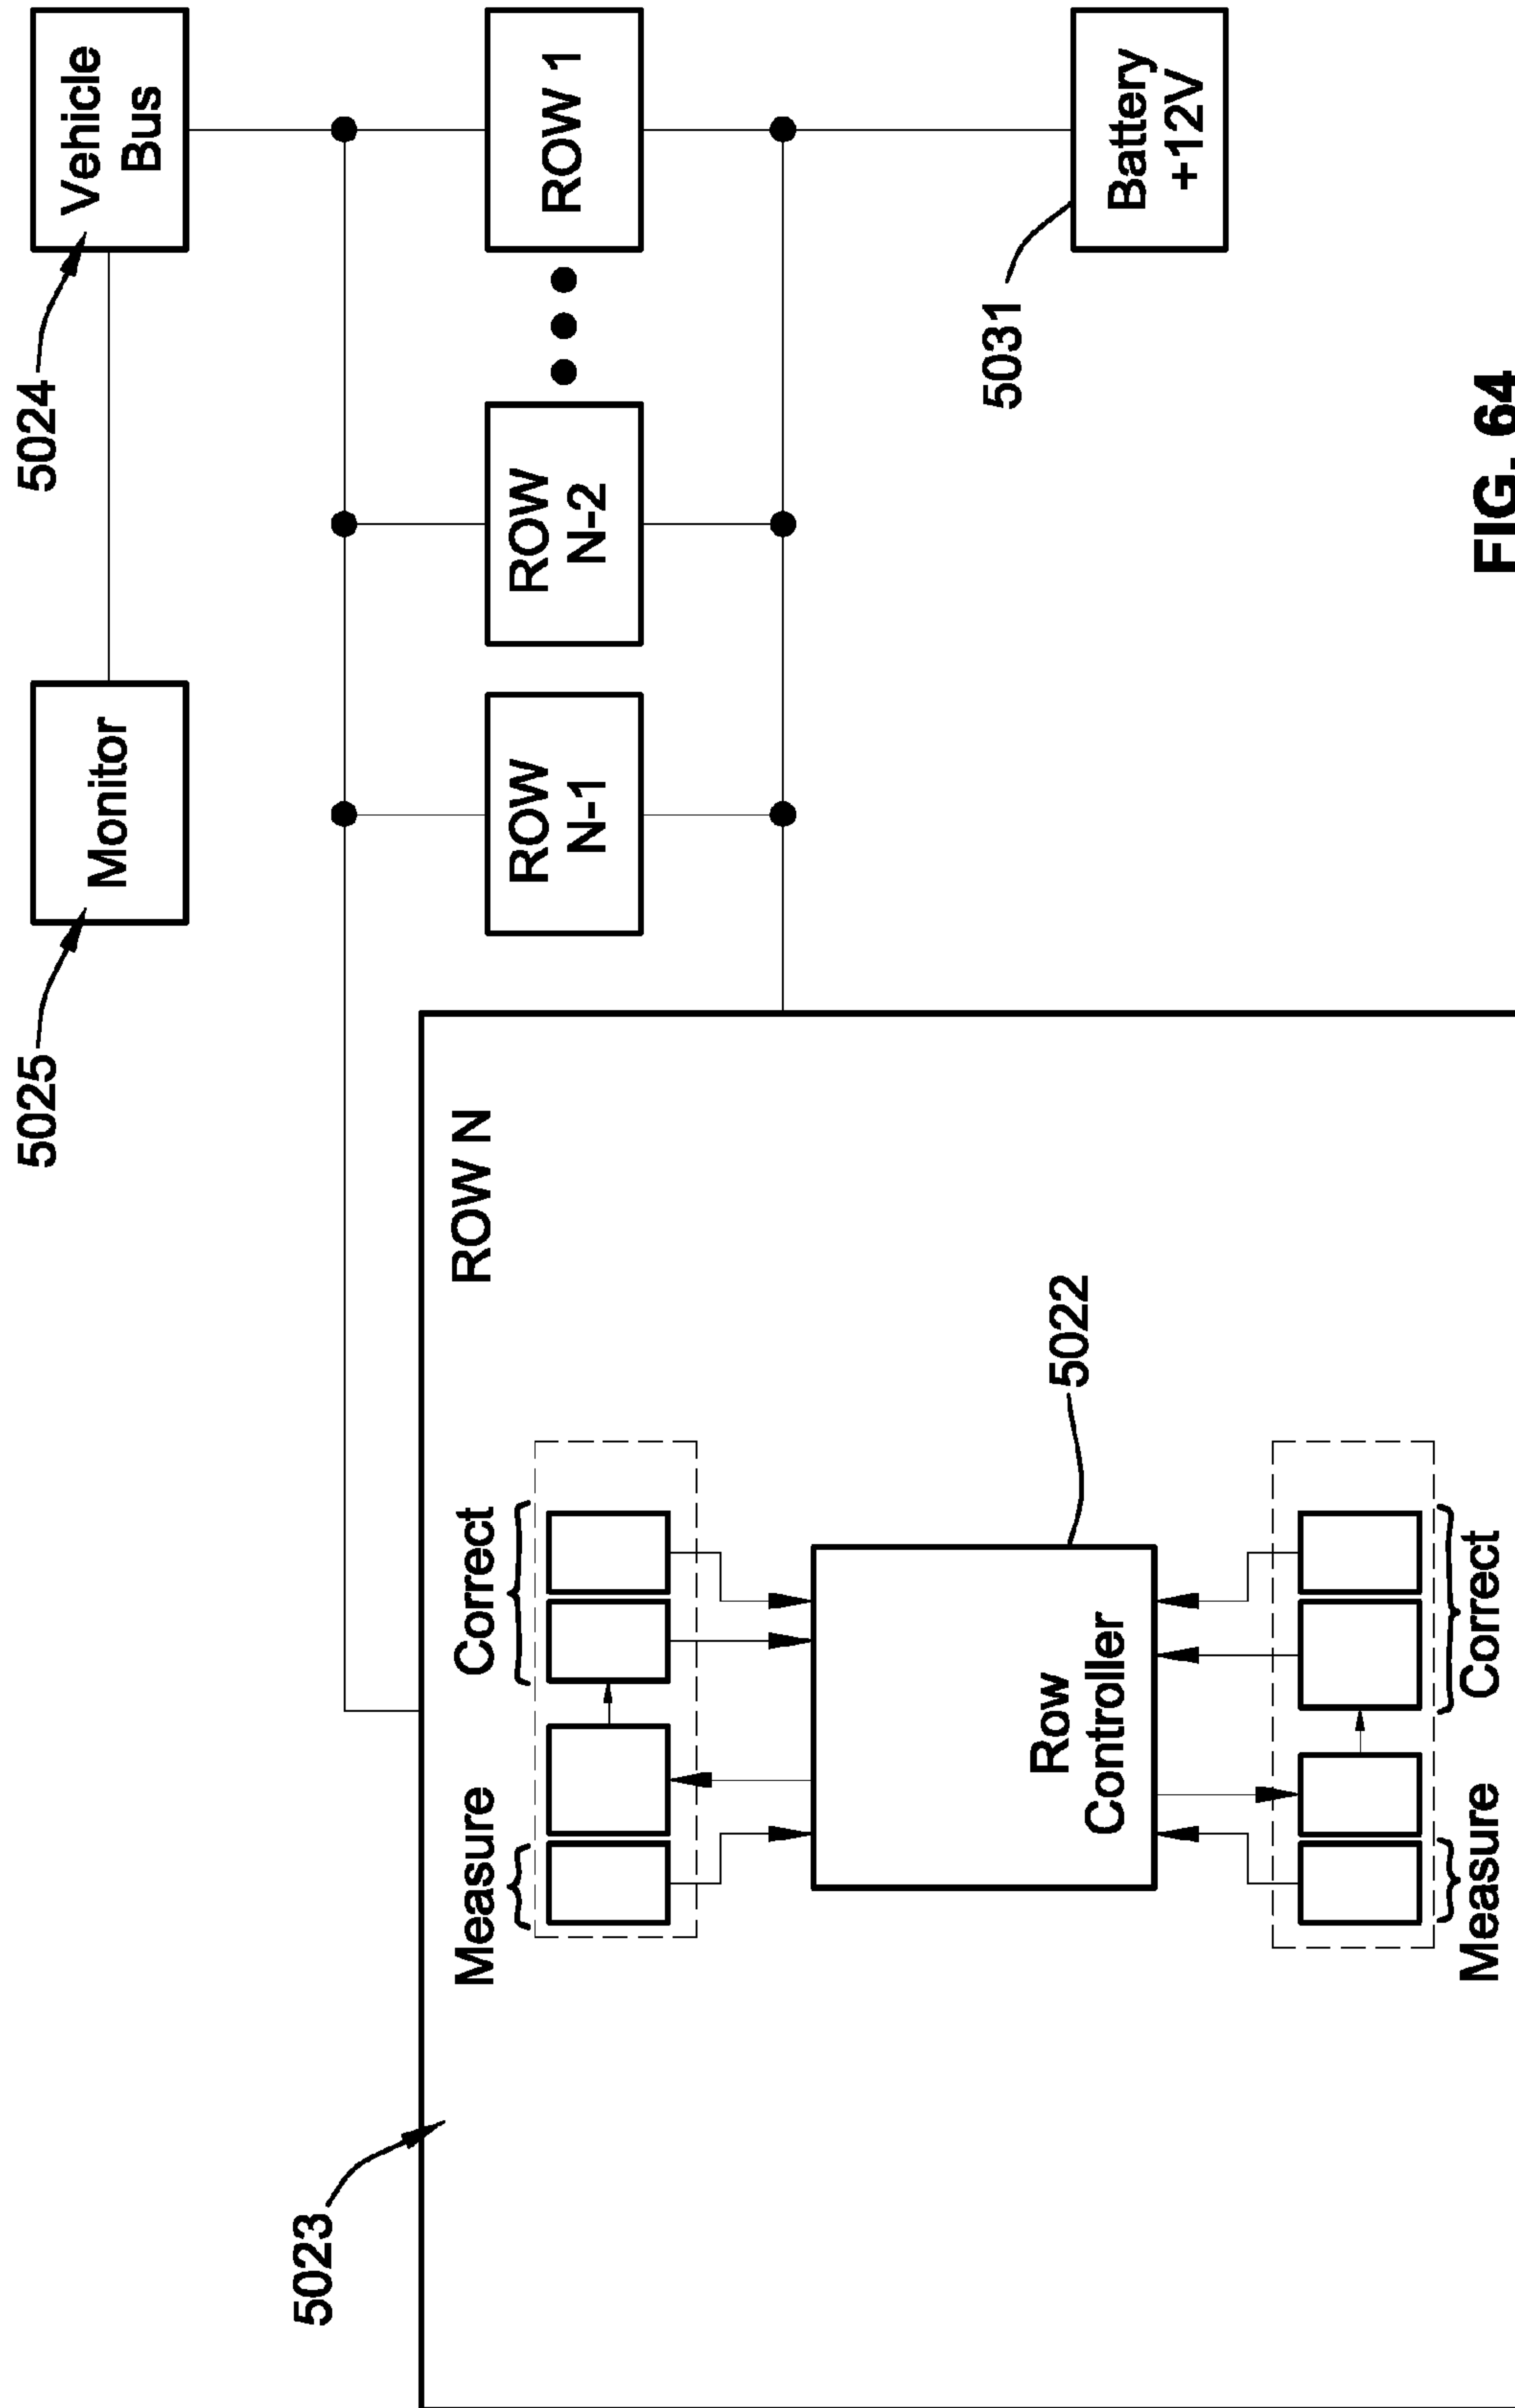 5025
Monitor
5024
Vehicle
Bus
5023
ROW N
ROW
N-1
ROW
N-2
ROW 1
Measure
Correct
Row
Controller
5022
5031
Battery
+12V
Measure
Correct
FIG. 64